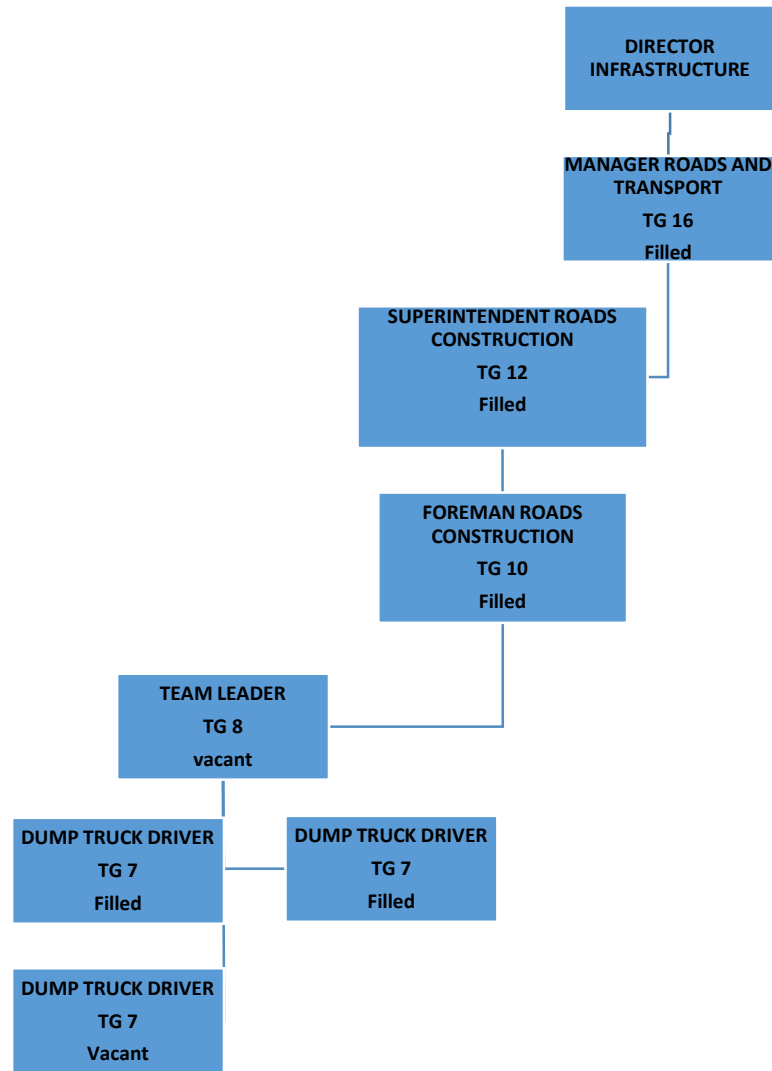 DIRECTOR
INFRASTRUCTURE
MANAGER ROADS AND
TRANSPORT
TG 16
Filled
SUPERINTENDENT ROADS
CONSTRUCTION
TG 12
Filled
FOREMAN ROADS
CONSTRUCTION
TG 10
Filled
TEAM LEADER
TG 8
vacant
DUMP TRUCK DRIVER
TG 7
Filled
DUMP TRUCK DRIVER
TG 7
Filled
DUMP TRUCK DRIVER
TG 7
Vacant